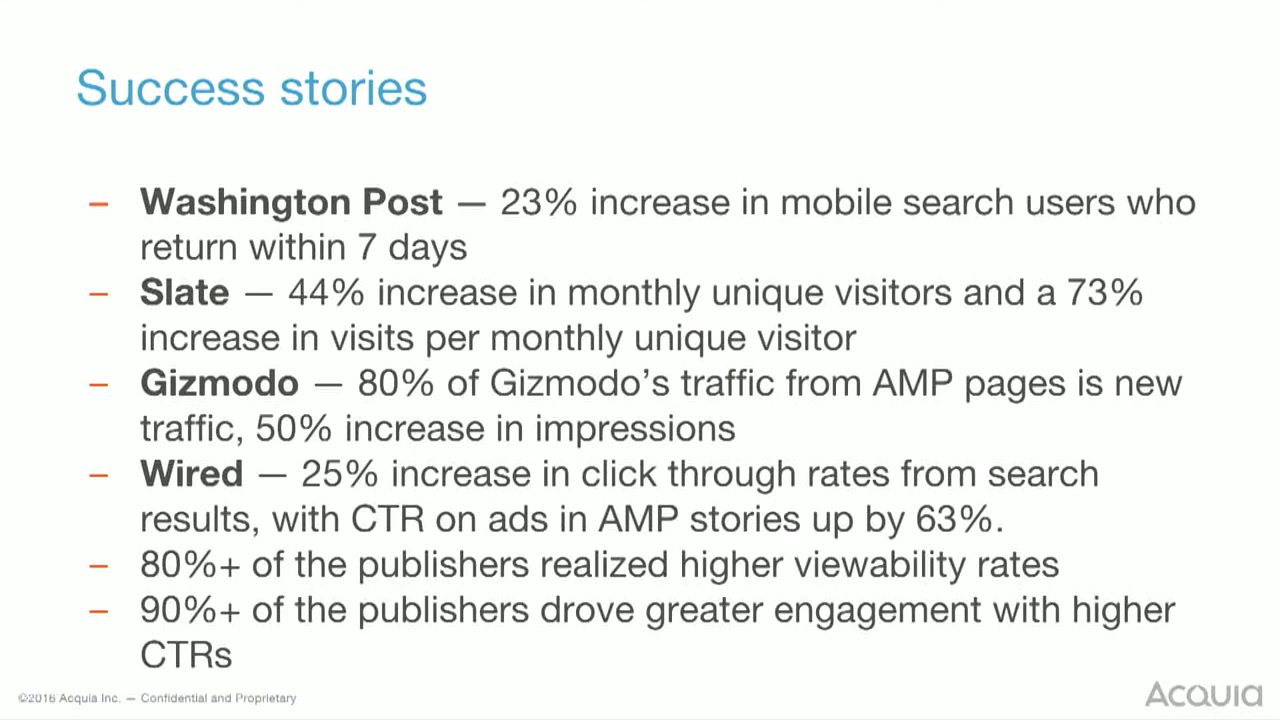 Success stories
– Washington Post — 23% increase in mobile search users who
return within 7 days
– Slate — 44% increase in monthly unique visitors and a 73%
increase in visits per monthly unique visitor
– Gizmodo — 80% of Gizmodo’s traffic from AMP pages is new
traffic, 50% increase in impressions
– Wired — 25% increase in click through rates from search
results, with CTR on ads in AMP stories up by 63%.
– 80%+ of the publishers realized higher viewability rates
– 90%+ of the publishers drove greater engagement with higher
CTRs
©2016 Acquia Inc. — Confidential and Proprietary
Acquia